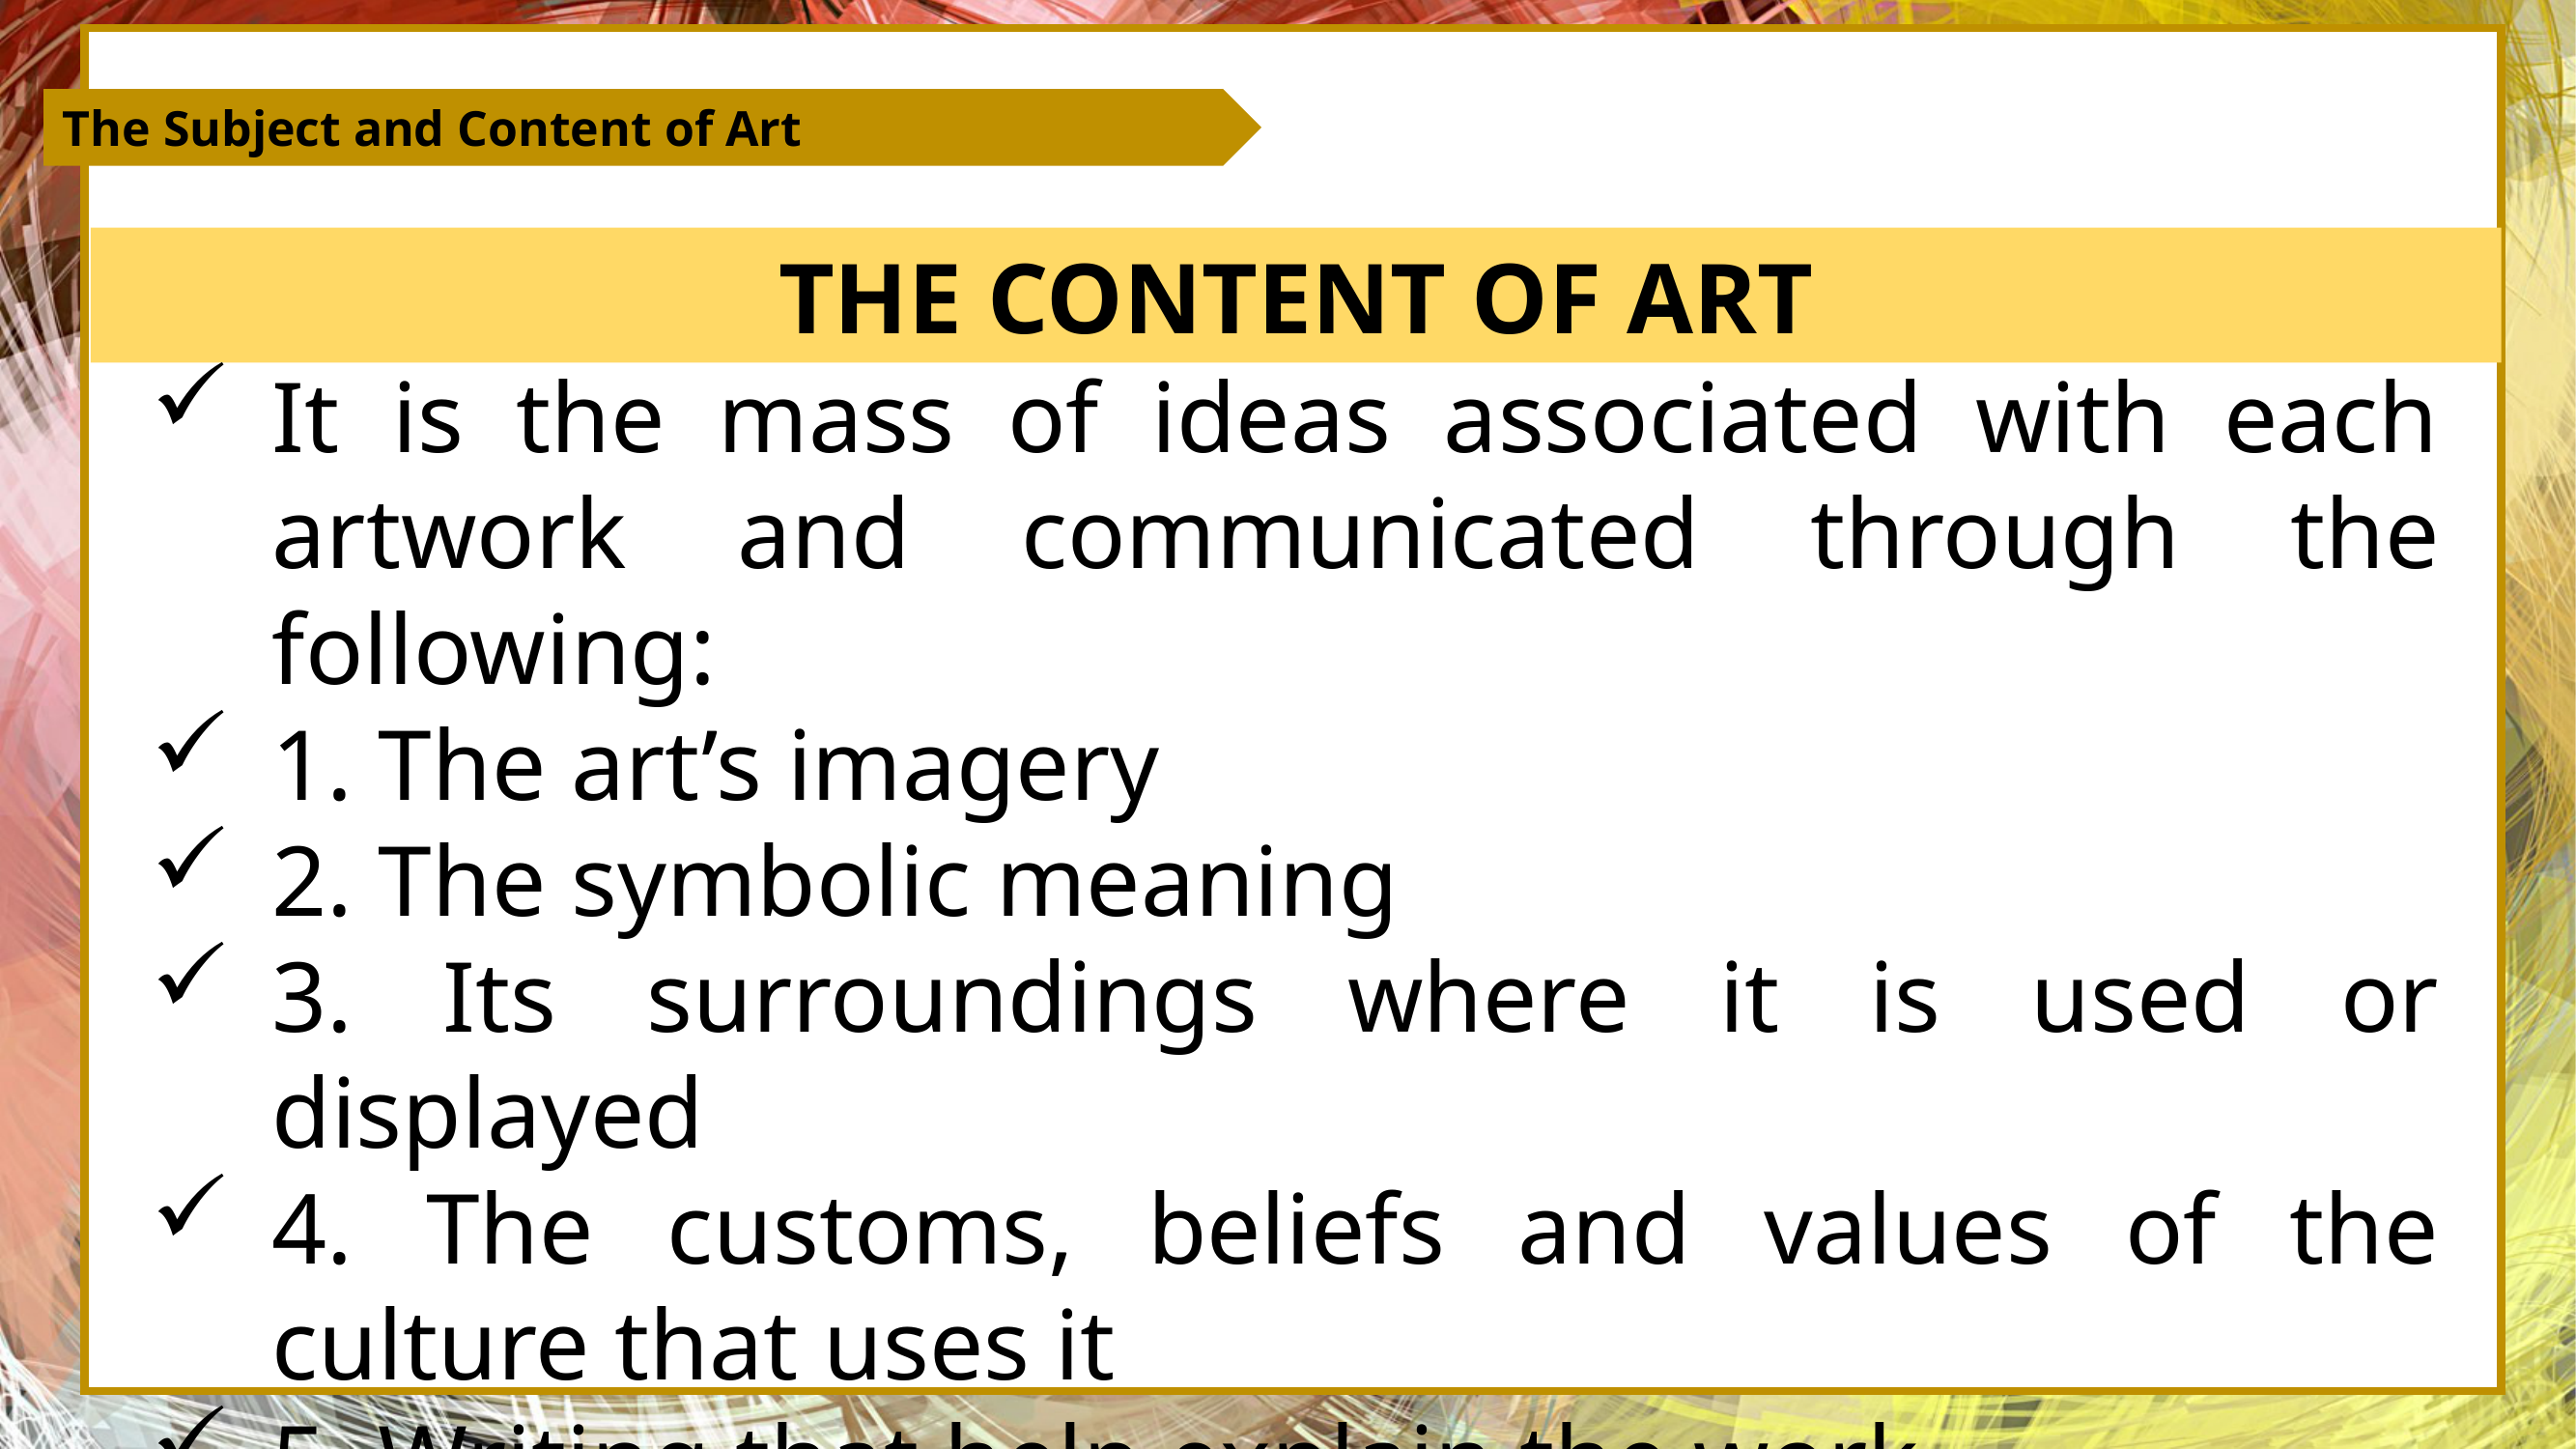 The Subject and Content of Art
THE CONTENT OF ART
✓ It is the mass of ideas associated with each
artwork and communicated through the
following:
✓ 1. The art’s imagery
✓ 2. The symbolic meaning
✓ 3. Its surroundings where it is used or
displayed
✓ 4. The customs, beliefs and values of the
culture that uses it
✓ 5. Writing that help explain the work